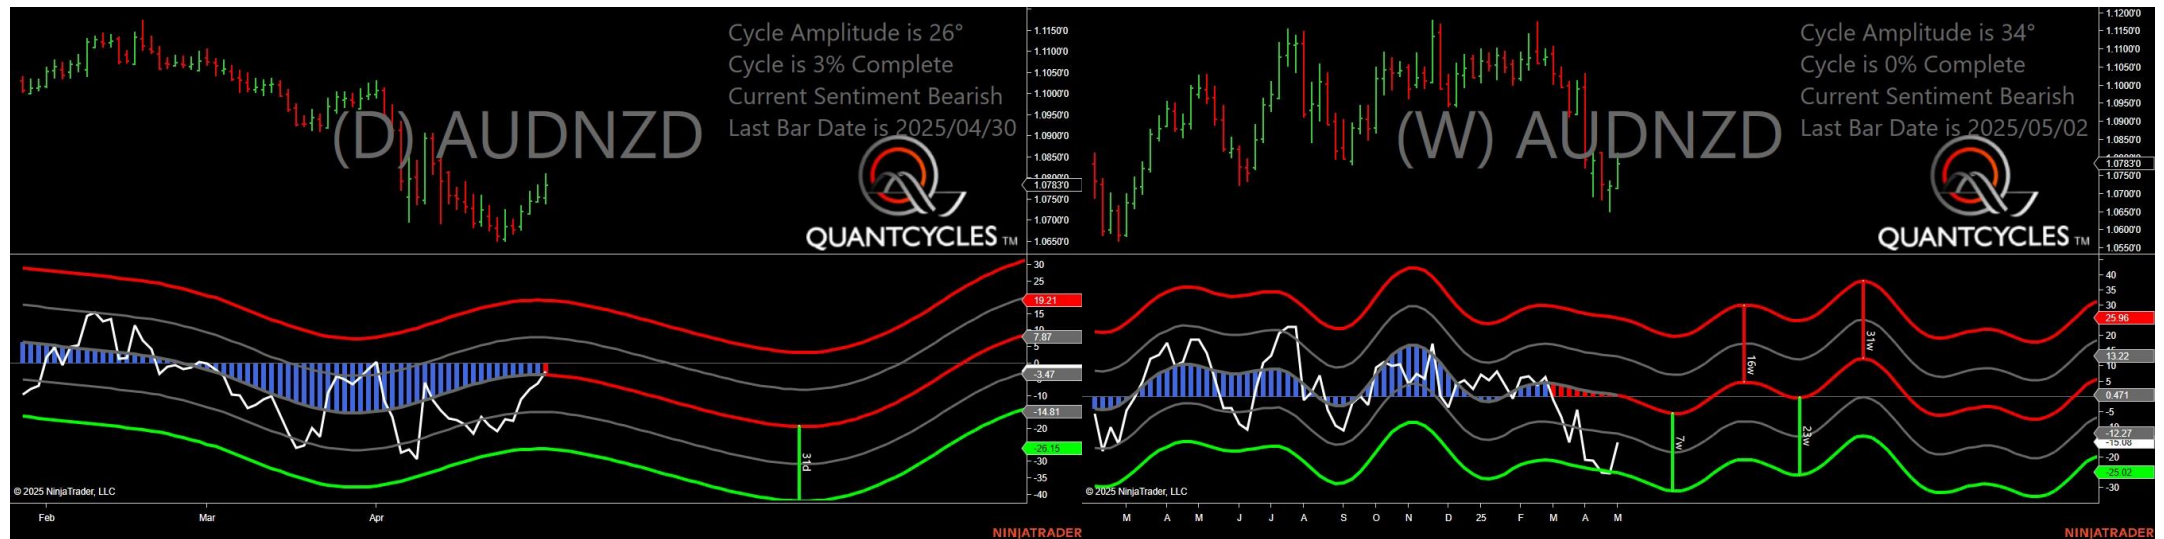 Cycle Amplitude is 26°
Cycle is 3% Complete
Current Sentiment Bearish
Last Bar Date is 2025/04/30
(D) AUDNZD
QUANTCYCLES TM
1.1150'0
1.1100'0
1.1050'0
1.1000'0
1.0950'0
1.0900'0
1.0850'0
1.0783'0
1.0750'0
1.0700'0
1.0650'0
30
25
19.21
15
7.87
5
0
-3.47
-10
-14.81
-20
-26.15
-30
-35
-40
31d
© 2025 NinjaTrader, LLC
Feb
Mar
Apr
NINJATRADER
Cycle Amplitude is 34°
Cycle is 0% Complete
Current Sentiment Bearish
Last Bar Date is 2025/05/02
(W) AUDNZD
QUANTCYCLES TM
1.1200'0
1.1150'0
1.1100'0
1.1050'0
1.1000'0
1.0950'0
1.0900'0
1.0850'0
1.0783'0
1.0750'0
1.0700'0
1.0650'0
1.0600'0
1.0550'0
40
35
30
25.96
20
13.22
10
5
0.471
-5
-12.27
-15.08
-20
-25.02
-30
7w
16w
23w
31w
© 2025 NinjaTrader, LLC
M
A
M
J
J
A
S
O
N
D
25
F
M
A
M
NINJATRADER